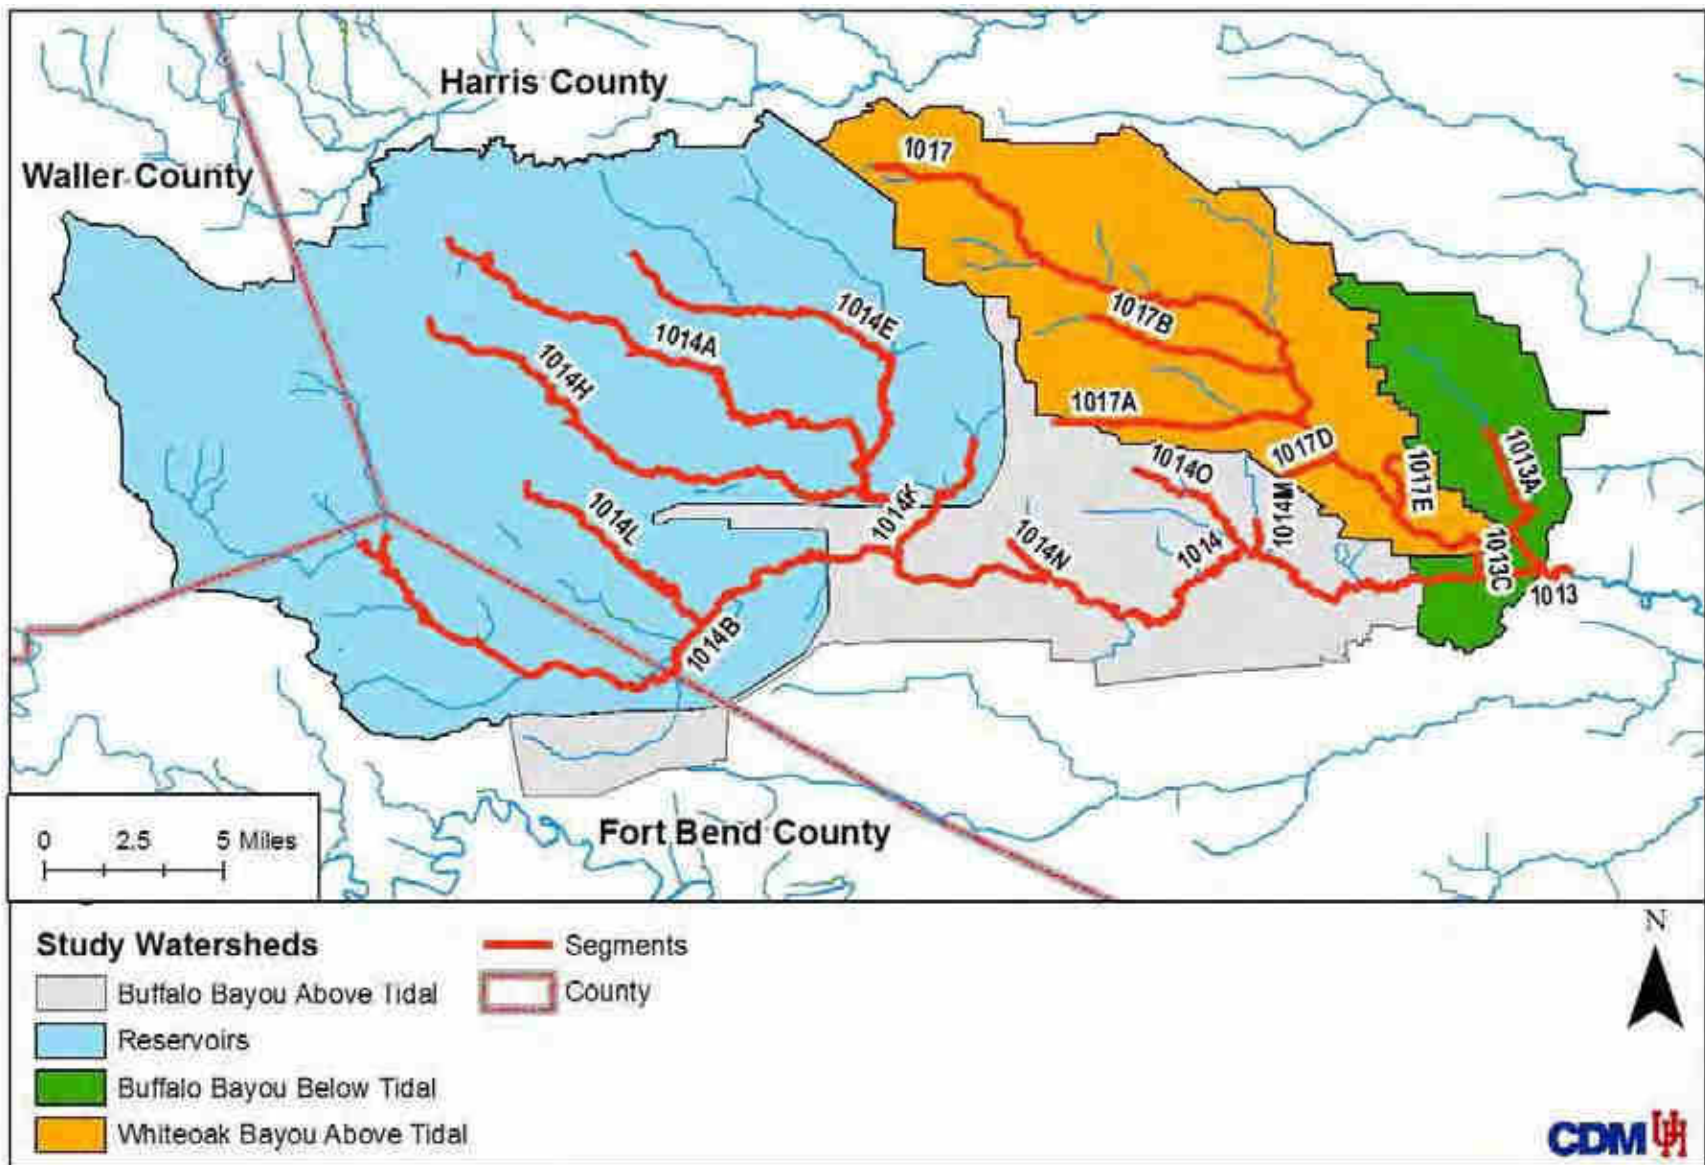 Harris County
Waller County
1017
1014E
1017B
1014A
1014H
1017A
1017D
1014O
1017E
1013A
1014M
1014K
1014L
1014N
1014
1013C
1013
1014B
0 2.5 5 Miles
Fort Bend County
N
Study Watersheds
Segments
Buffalo Bayou Above Tidal
County
Reservoirs
Buffalo Bayou Below Tidal
Whiteoak Bayou Above Tidal
CDM UH